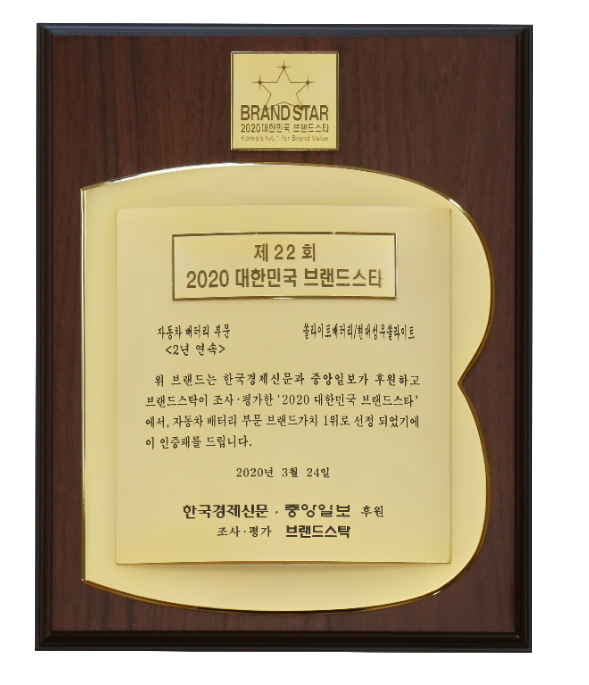 BRAND STAR
2020대한민국 브랜드스타
Korea's No.1 for Brand Value
제 22 회
2020 대한민국 브랜드스타
자동차 배터리 부문 쏠라이트배터리/현대성우쏠라이트
<2년 연속>
위 브랜드는 한국경제신문과 중앙일보가 후원하고
브랜드스탁이 조사·평가한 '2020 대한민국 브랜드스타'
에서, 자동차 배터리 부문 브랜드가치 1위로 선정 되었기에
이 인증패를 드립니다.
2020년 3월 24일
한국경제신문 · 중앙일보 후원
조사·평가 브랜드스탁